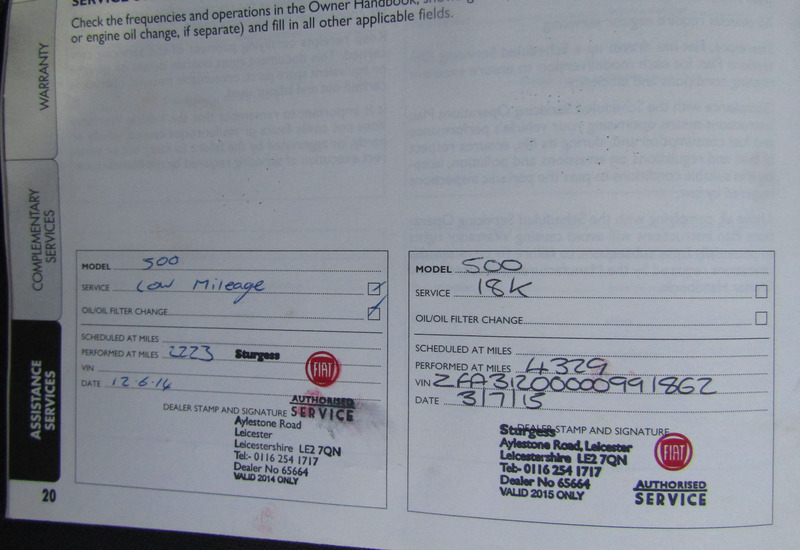 Check the frequencies and operations in the Owner Handbook,
or engine oil change, if separate) and fill in all other applicable fields.
WARRANTY
COMPLEMENTARY
SERVICES
ASSISTANCE
SERVICES
MODEL 500
SERVICE Low Mileage
OIL/OIL FILTER CHANGE
SCHEDULED AT MILES
PERFORMED AT MILES 2223 Sturgess
VIN
FIAT
DATE 12.6.14
AUTHORISED
DEALER STAMP AND SIGNATURE SERVICE
Aylestone Road
Leicester
Leicestershire LE2 7QN
Tel:- 0116 254 1717
Dealer No 65664
VALID 2014 ONLY
20
MODEL 500
SERVICE 18K
OIL/OIL FILTER CHANGE
SCHEDULED AT MILES
PERFORMED AT MILES 4329
VIN ZFA31200000991862
DATE 3/7/15
DEALER STAMP AND SIGNATURE
Sturgess
Aylestone Road, Leicester
Leicestershire LE2 7QN
Tel:- 0116 254 1717
Dealer No 65664
VALID 2015 ONLY
FIAT
AUTHORISED
SERVICE